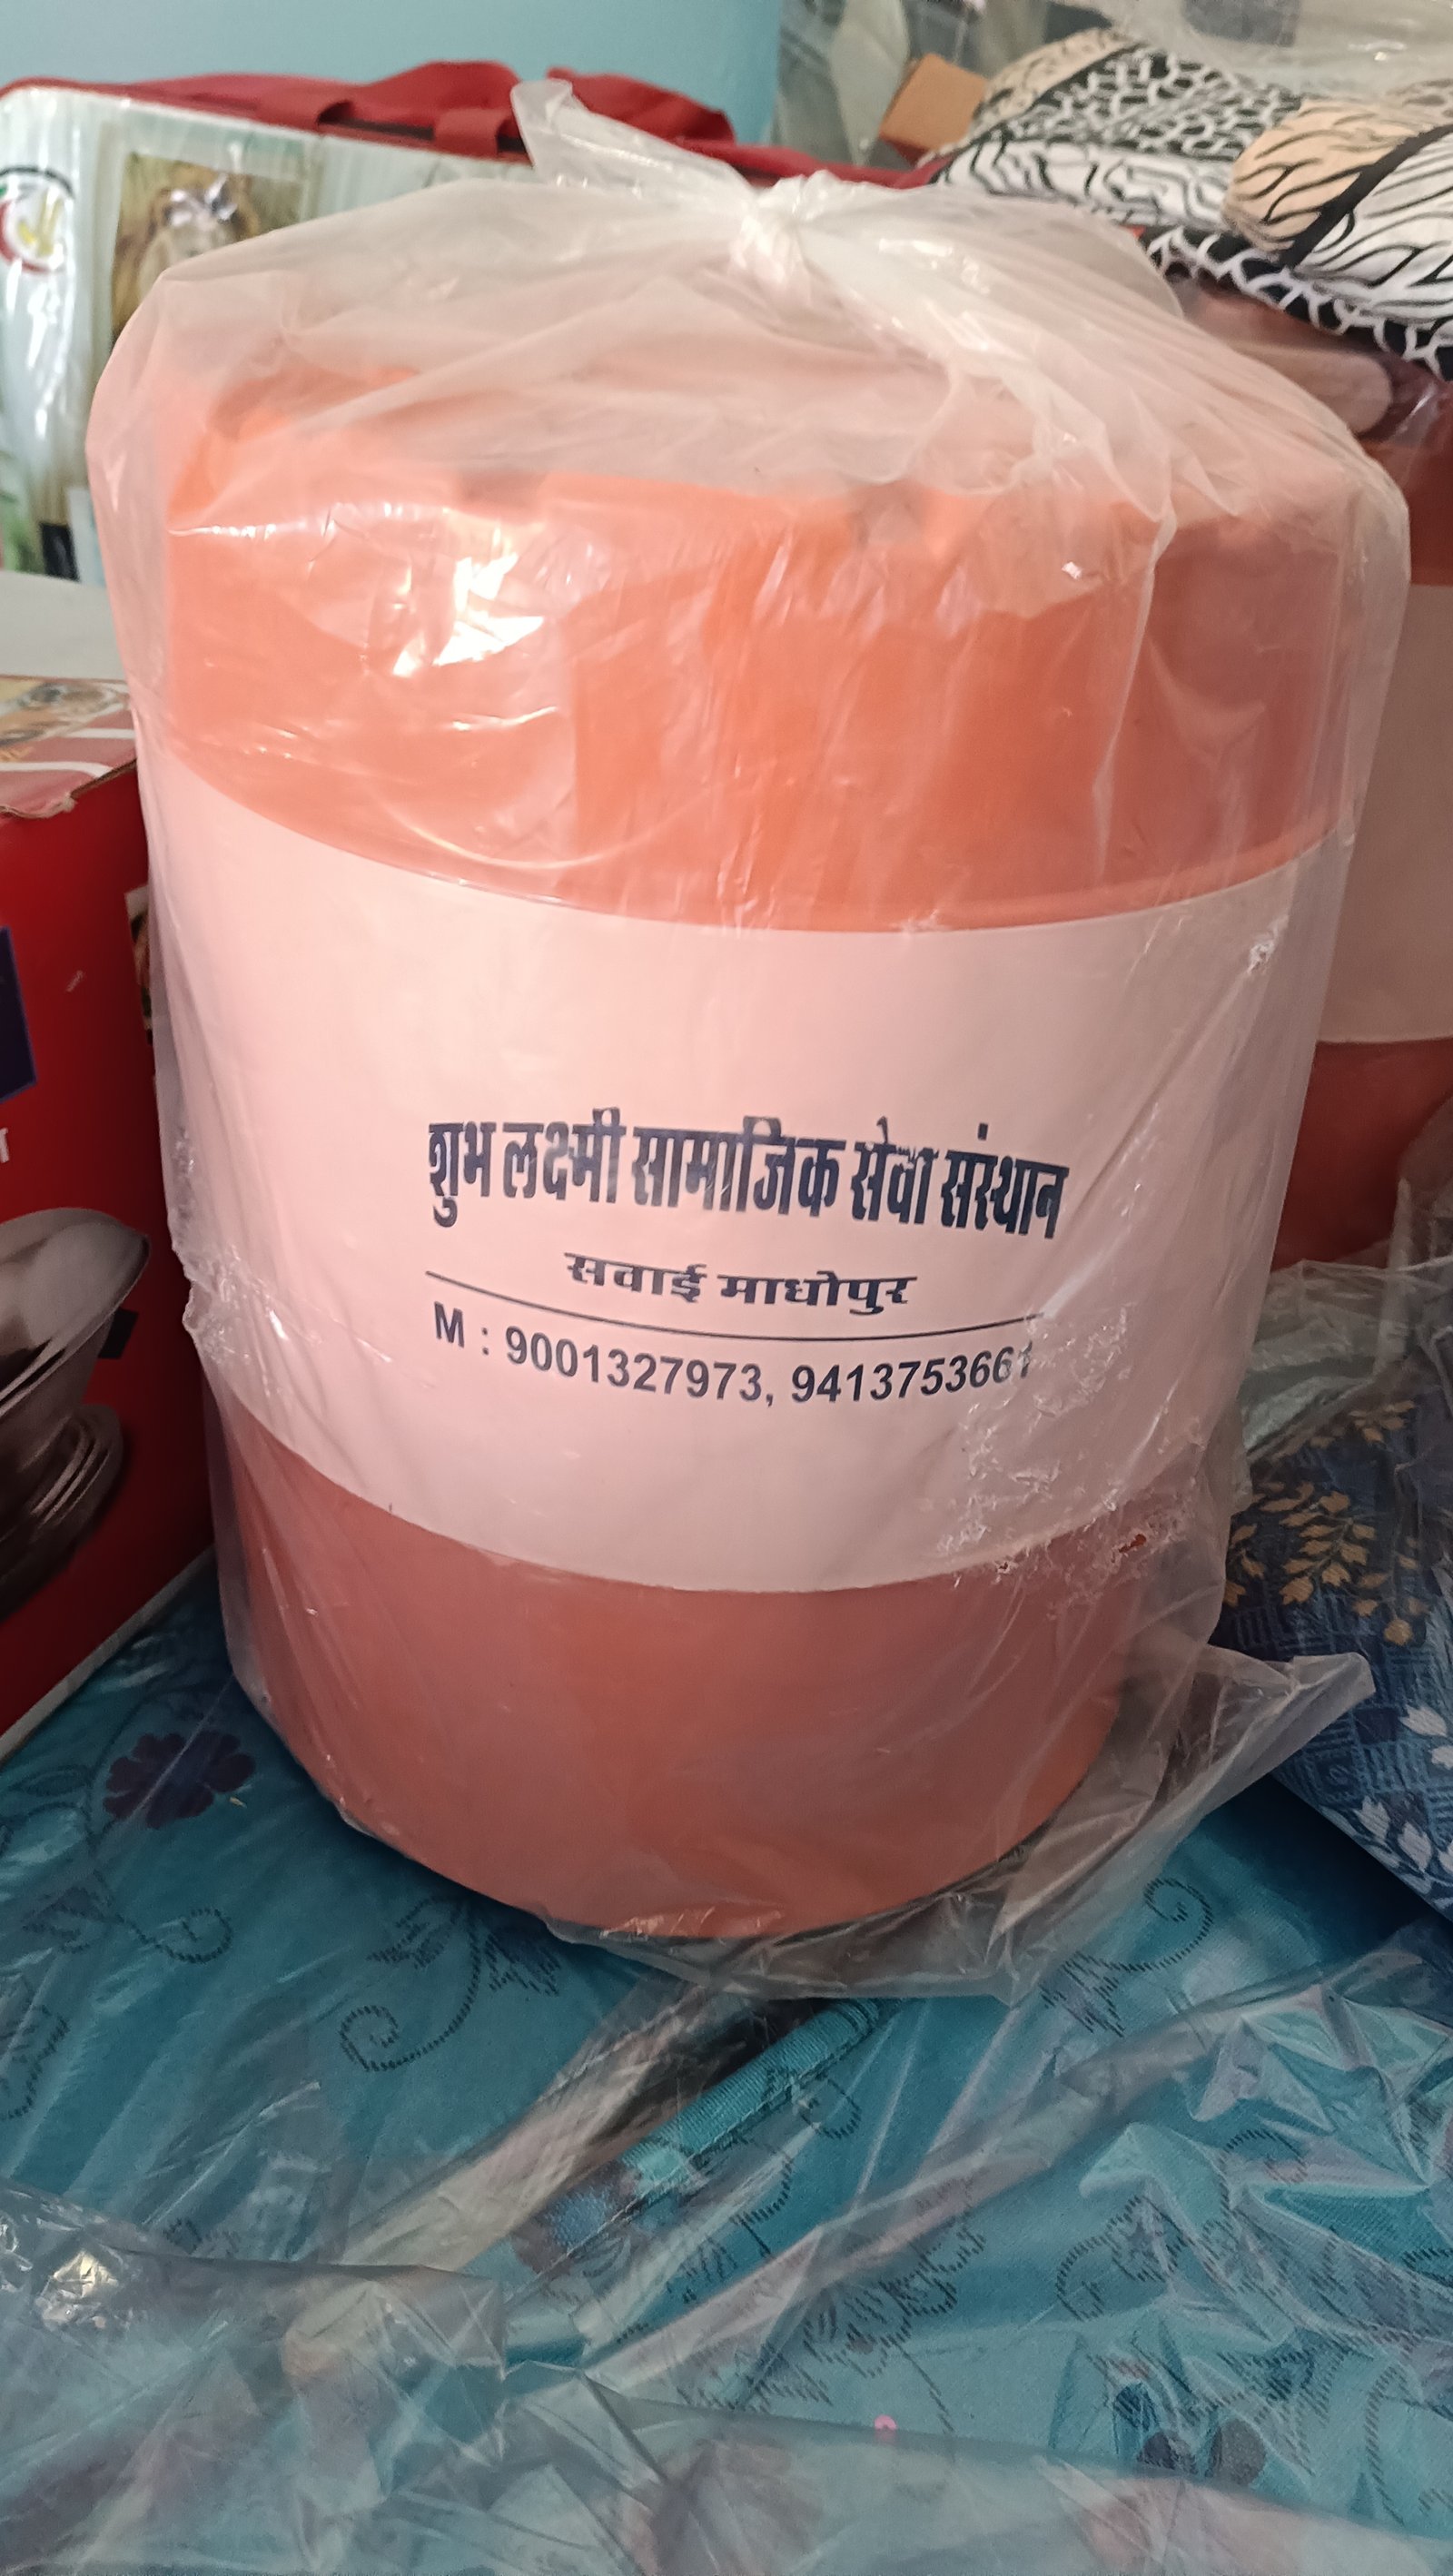 शुभ लक्ष्मी सामाजिक सेवा संस्थान
सवाई माधोपुर
M : 9001327973, 9413753661